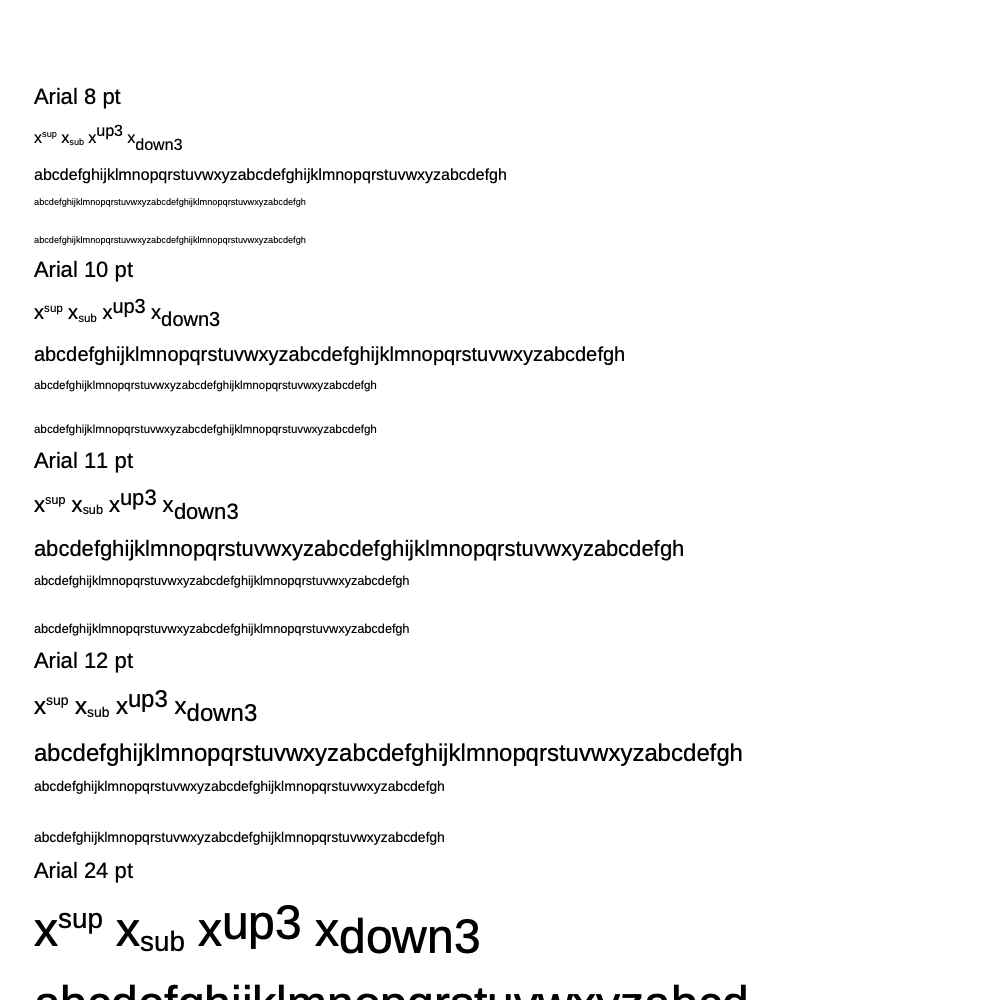 Arial 8 pt
xsup xsub xup3 xdown3
abcdefghijklmnopqrstuvwxyzabcdefghijklmnopqrstuvwxyzabcdefgh
abcdefghijklmnopqrstuvwxyzabcdefghijklmnopqrstuvwxyzabcdefgh
abcdefghijklmnopqrstuvwxyzabcdefghijklmnopqrstuvwxyzabcdefgh
Arial 10 pt
xsup xsub xup3 xdown3
abcdefghijklmnopqrstuvwxyzabcdefghijklmnopqrstuvwxyzabcdefgh
abcdefghijklmnopqrstuvwxyzabcdefghijklmnopqrstuvwxyzabcdefgh
abcdefghijklmnopqrstuvwxyzabcdefghijklmnopqrstuvwxyzabcdefgh
Arial 11 pt
xsup xsub xup3 xdown3
abcdefghijklmnopqrstuvwxyzabcdefghijklmnopqrstuvwxyzabcdefgh
abcdefghijklmnopqrstuvwxyzabcdefghijklmnopqrstuvwxyzabcdefgh
abcdefghijklmnopqrstuvwxyzabcdefghijklmnopqrstuvwxyzabcdefgh
Arial 12 pt
xsup xsub xup3 xdown3
abcdefghijklmnopqrstuvwxyzabcdefghijklmnopqrstuvwxyzabcdefgh
abcdefghijklmnopqrstuvwxyzabcdefghijklmnopqrstuvwxyzabcdefgh
abcdefghijklmnopqrstuvwxyzabcdefghijklmnopqrstuvwxyzabcdefgh
Arial 24 pt
xsup xsub xup3 xdown3
abcdefghijklmnopqrstuvwxyzabcd